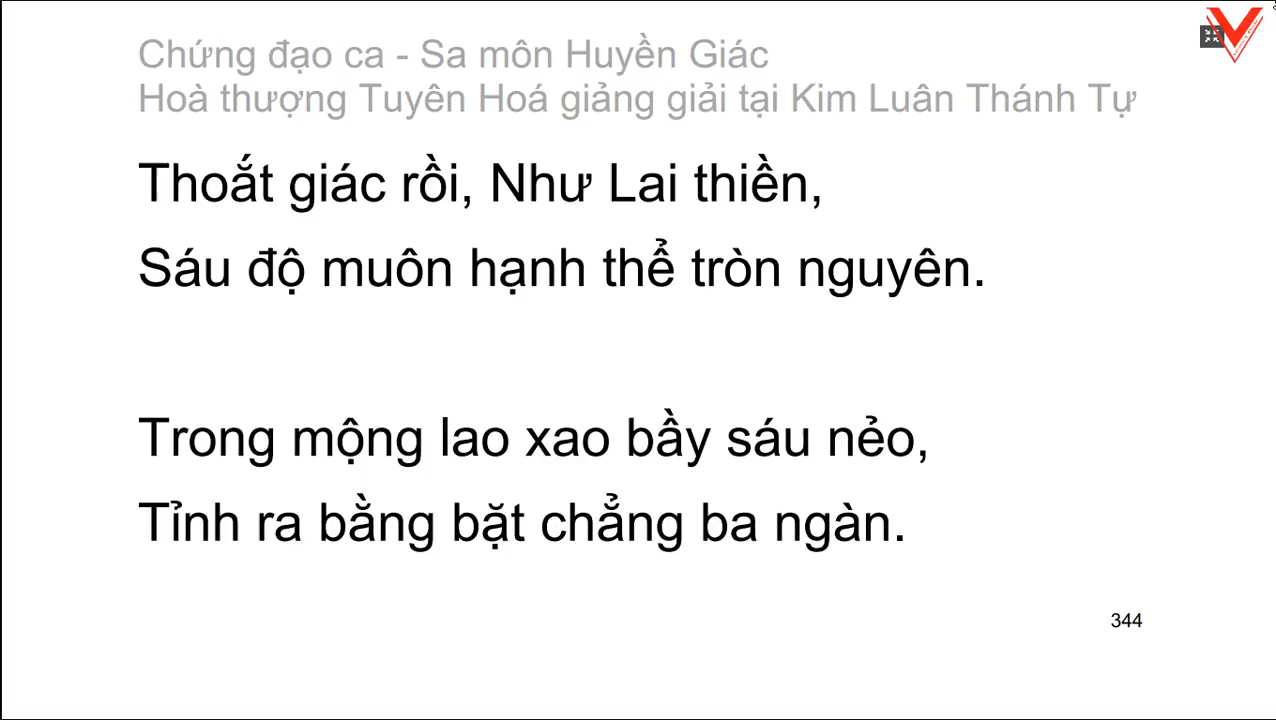 Chứng đạo ca - Sa môn Huyền Giác
Hoà thượng Tuyên Hoá giảng giải tại Kim Luân Thánh Tự
Thoắt giác rồi, Như Lai thiền,
Sáu độ muôn hạnh thể tròn nguyên.
Trong mộng lao xao bầy sáu nẻo,
Tỉnh ra bằng bặt chẳng ba ngàn.
344